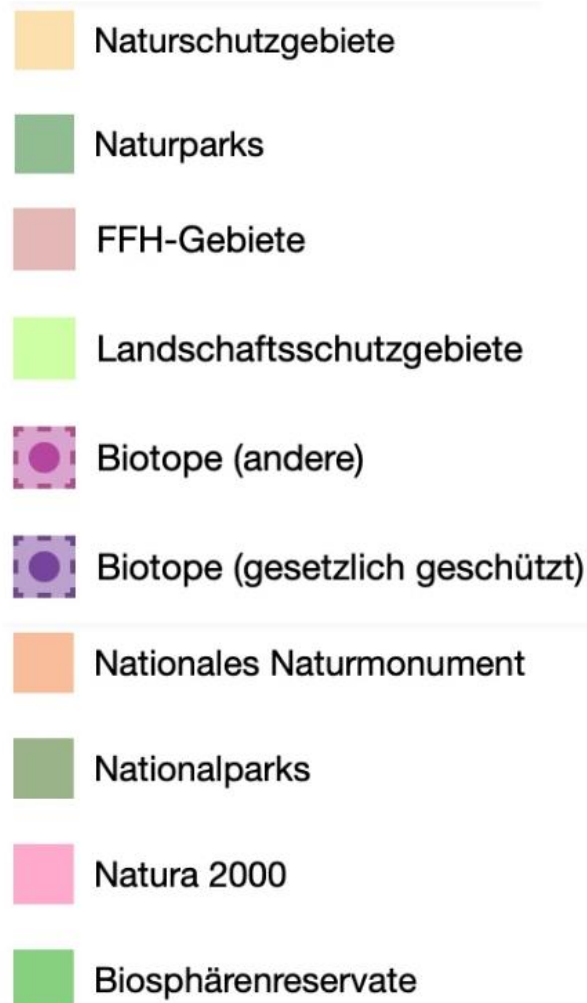 Naturschutzgebiete
Naturparks
FFH-Gebiete
Landschaftsschutzgebiete
Biotope (andere)
Biotope (gesetzlich geschützt)
Nationales Naturmonument
Nationalparks
Natura 2000
Biosphärenreservate